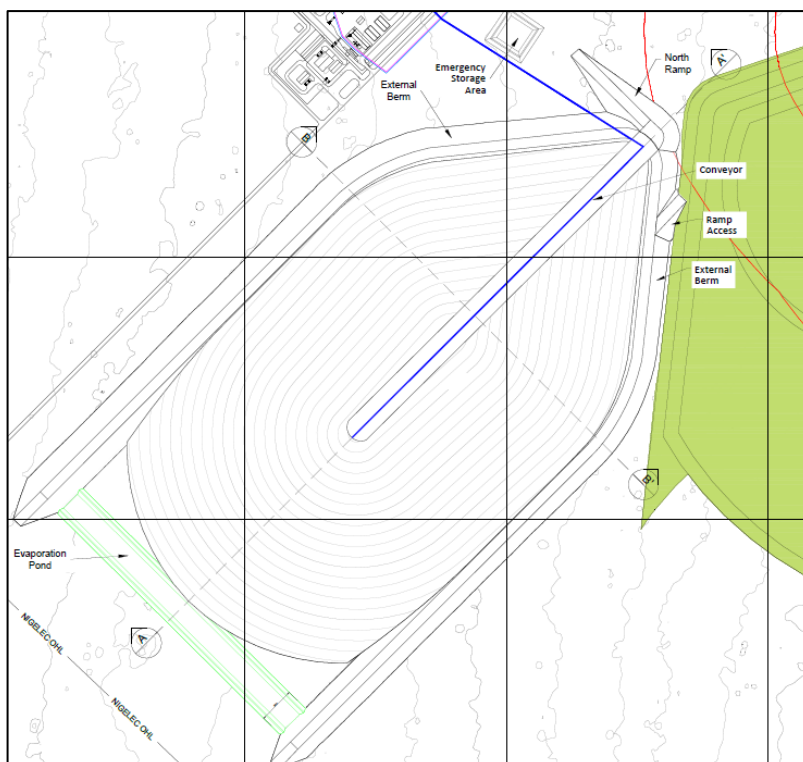 North
Ramp
A'
Emergency
Storage
Area
External
Berm
B
Conveyor
Ramp
Access
External
Berm
B'
Evaporation
Pond
A
NIGELEC OHL
NIGELEC OHL